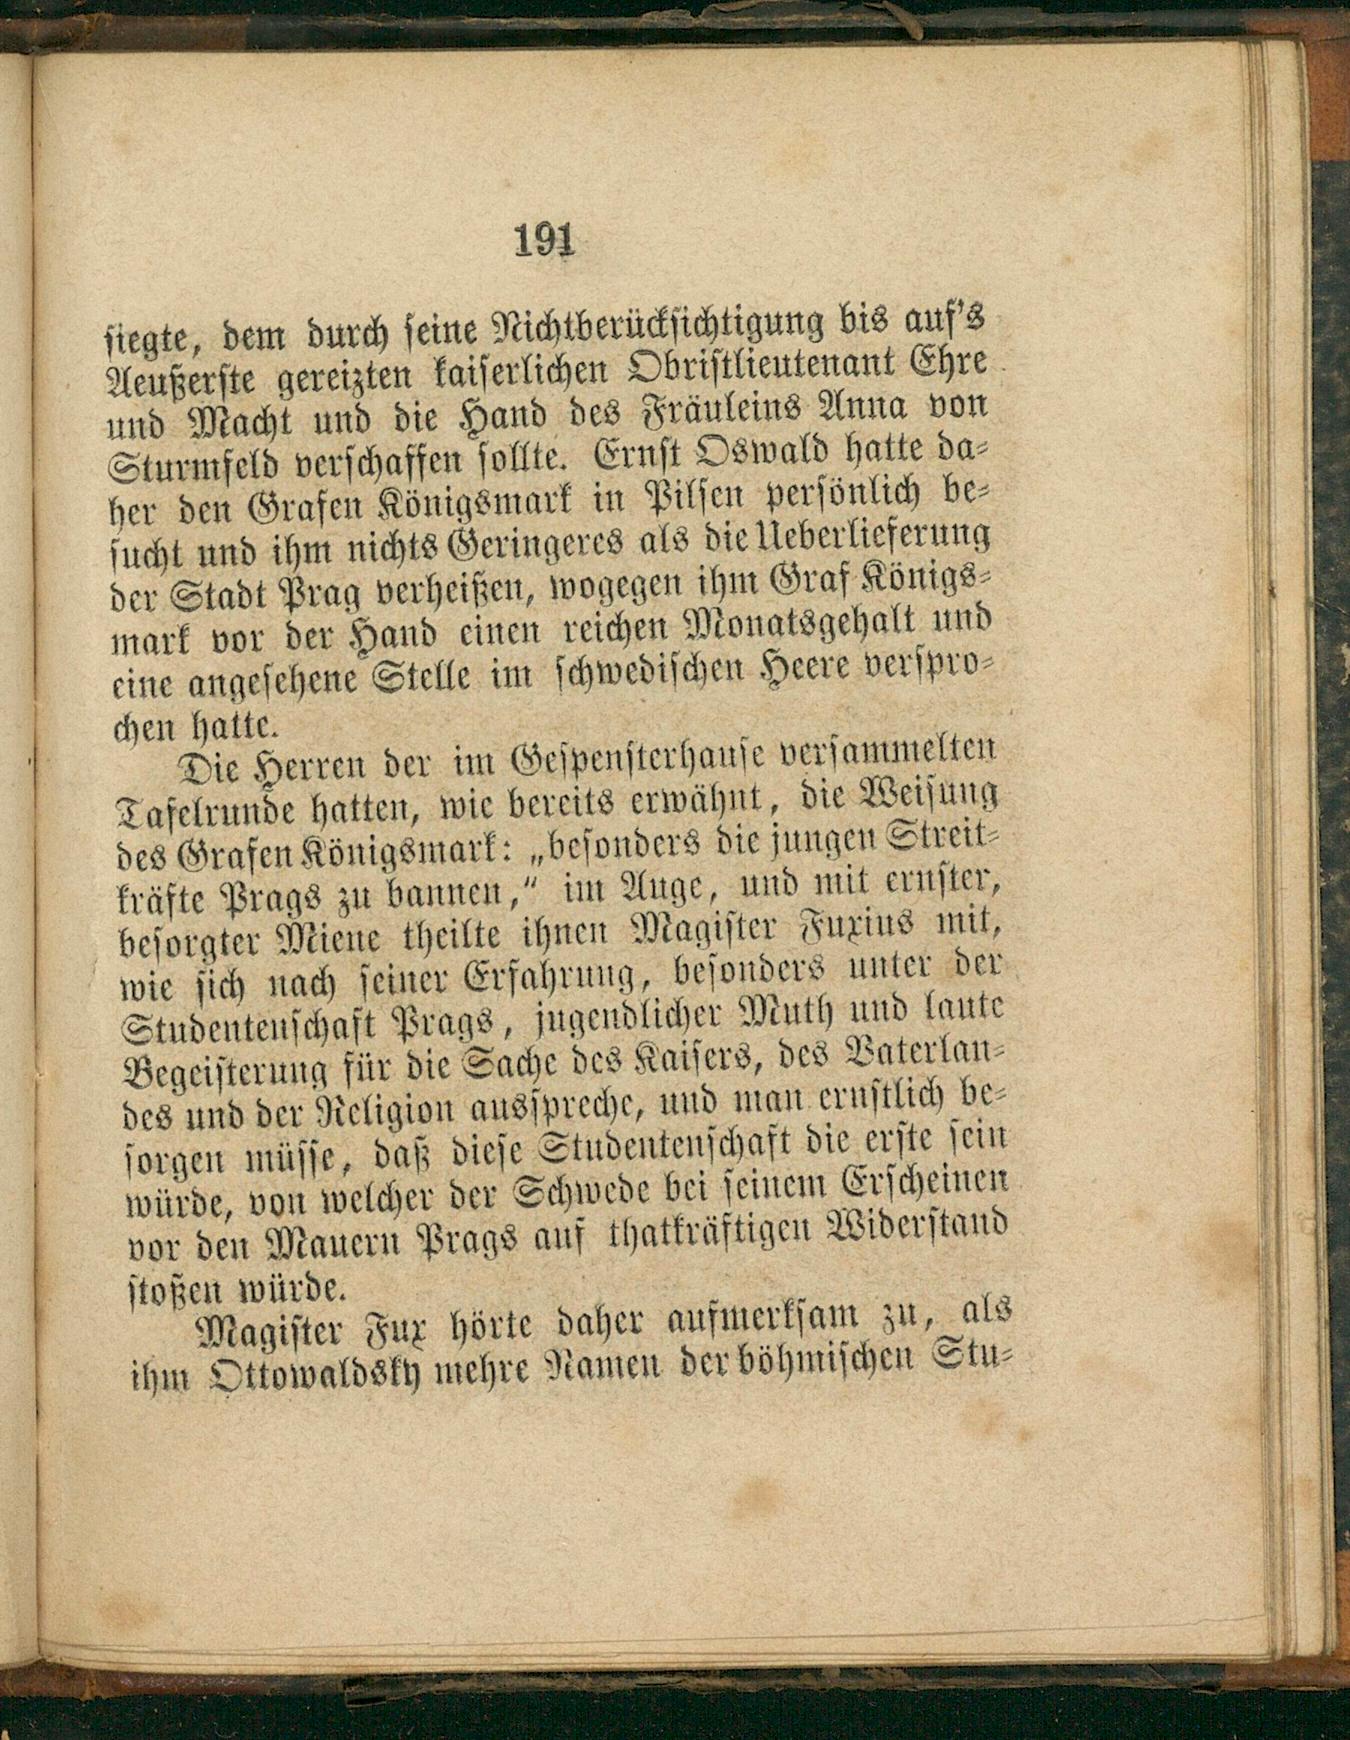 191
siegte, dem durch seine Nichtberücksichtigung bis auf's
Aeußerste gereizten kaiserlichen Obristlieutenant Ehre
und Macht und die Hand des Fräuleins Anna von
Sturmfeld verschaffen sollte. Ernst Oswald hatte da-
her den Grafen Königsmark in Pilsen persönlich be-
sucht und ihm nichts Geringeres als die Ueberlieferung
der Stadt Prag verheißen, wogegen ihm Graf Königs-
mark vor der Hand einen reichen Monatsgehalt und
eine angesehene Stelle im schwedischen Heere verspro-
chen hatte.
Die Herren der im Gespensterhause versammelten
Tafelrunde hatten, wie bereits erwähnt, die Weisung
des Grafen Königsmark: „besonders die jungen Streit-
kräfte Prags zu bannen,“ im Auge, und mit ernster,
besorgter Miene theilte ihnen Magister Fuxius mit,
wie sich nach seiner Erfahrung, besonders unter der
Studentenschaft Prags, jugendlicher Muth und laute
Begeisterung für die Sache des Kaisers, des Vaterlan-
des und der Religion ausspreche, und man ernstlich be-
sorgen müsse, daß diese Studentenschaft die erste sein
würde, von welcher der Schwede bei seinem Erscheinen
vor den Mauern Prags auf thatkräftigen Widerstand
stoßen würde.
Magister Fux hörte daher aufmerksam zu, als
ihm Ottowaldsky mehre Namen der böhmischen Stu-